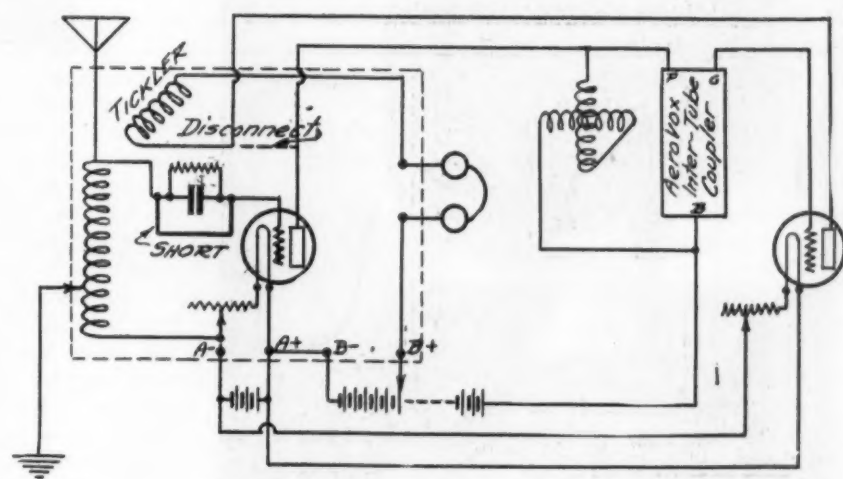 TICKLER
Disconnect
P
G
AeroVox
Inter-Tube
Coupler
B
SHORT
A-
A+
B-
B+